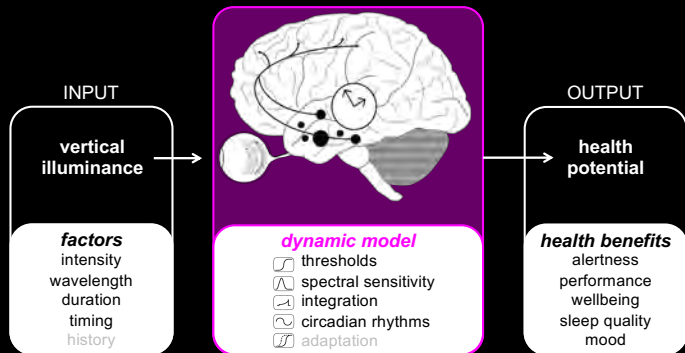 INPUT
vertical
illuminance
factors
intensity
wavelength
duration
timing
history
dynamic model
thresholds
spectral sensitivity
integration
circadian rhythms
adaptation
OUTPUT
health
potential
health benefits
alertness
performance
wellbeing
sleep quality
mood